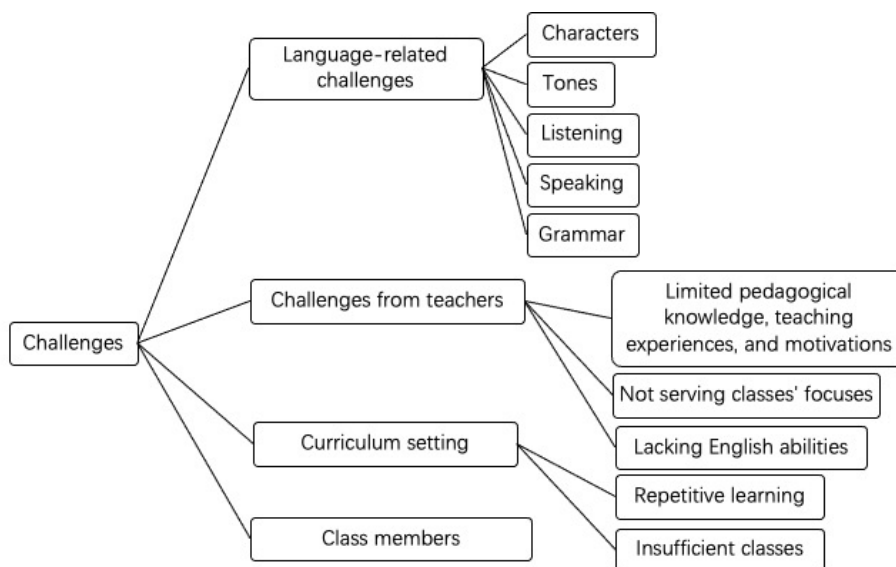 Challenges
Language-related
challenges
Characters
Tones
Listening
Speaking
Grammar
Challenges from teachers
Limited pedagogical
knowledge, teaching
experiences, and motivations
Not serving classes' focuses
Lacking English abilities
Curriculum setting
Repetitive learning
Insufficient classes
Class members